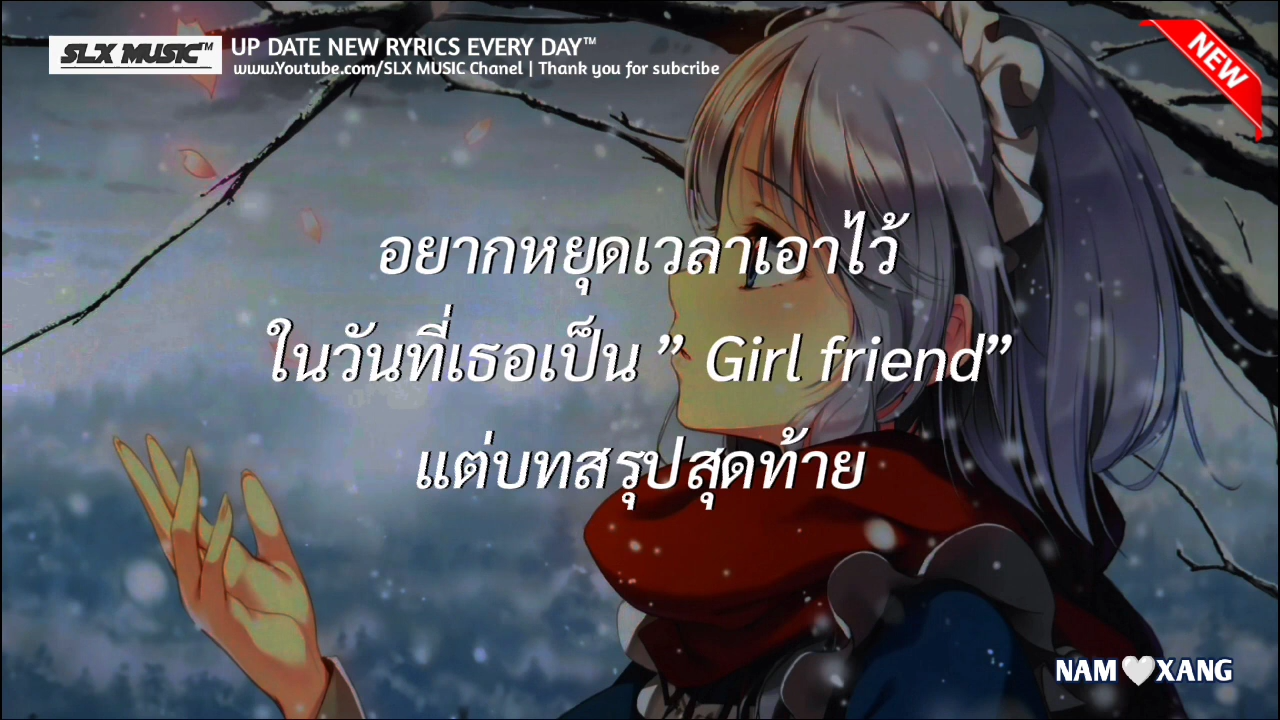 SLX MUSIC™
UP DATE NEW RYRICS EVERY DAY™
www.Youtube.com/SLX MUSIC Chanel | Thank you for subcribe
NEW
อยากหยุดเวลาเอาไว้
ในวันที่เธอเป็น ” Girl friend”
แต่บทสรุปสุดท้าย
NAM🤍XANG